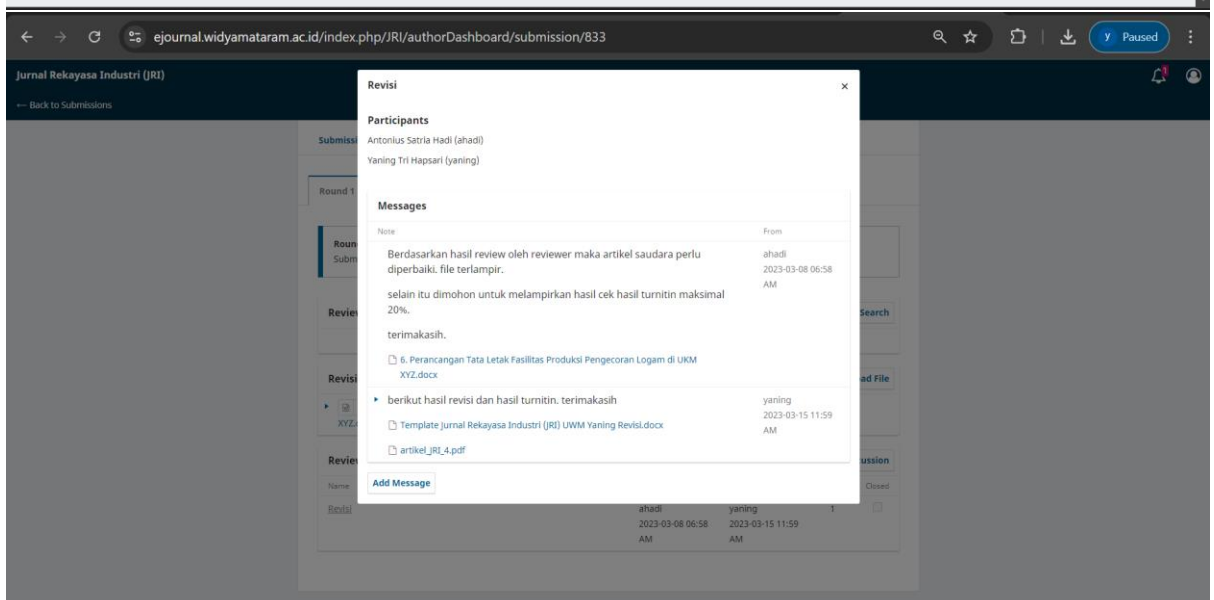 ejournal.widyamataram.ac.id/index.php/JRI/authorDashboard/submission/833
y Paused
Jurnal Rekayasa Industri (JRI)
1
← Back to Submissions
Revisi
×
Participants
Antonius Satria Hadi (ahadi)
Yaning Tri Hapsari (yaning)
Round 1
Messages
Note From
Berdasarkan hasil review oleh reviewer maka artikel saudara perlu
diperbaiki. file terlampir.
ahadi
2023-03-08 06:58
AM
selain itu dimohon untuk melampirkan hasil cek hasil turnitin maksimal
20%.
terimakasih.
6. Perancangan Tata Letak Fasilitas Produksi Pengecoran Logam di UKM
XYZ.docx
berikut hasil revisi dan hasil turnitin. terimakasih
yaning
2023-03-15 11:59
AM
Template Jurnal Rekayasa Industri (JRI) UWM Yaning Revisi.docx
artikel_JRI_4.pdf
Add Message
Search
Name
Closed
Revisi
ahadi
2023-03-08 06:58
AM
yaning
2023-03-15 11:59
AM
1